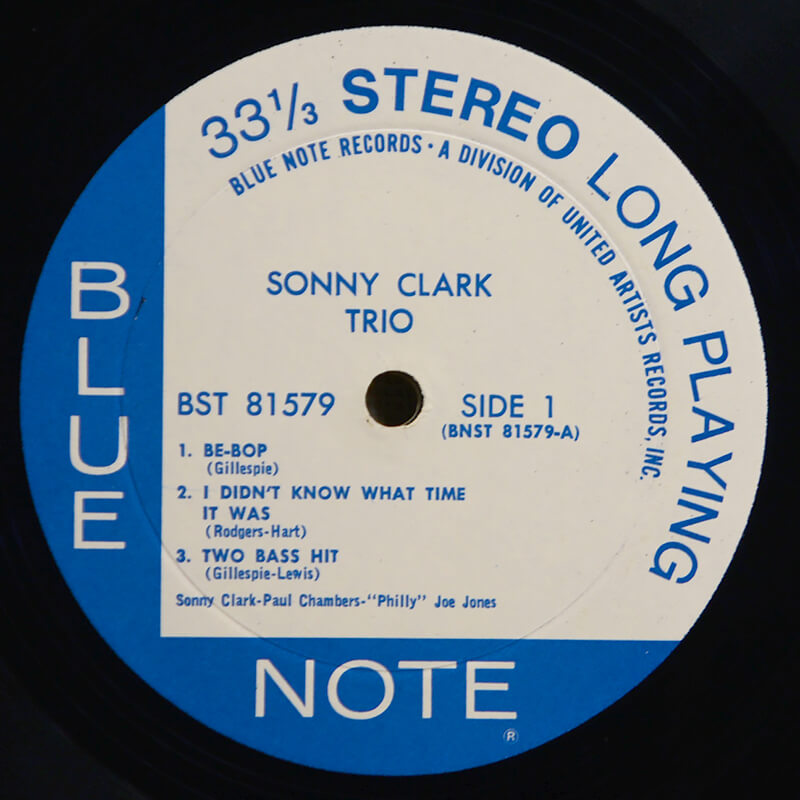 33⅓ STEREO LONG PLAYING
BLUE NOTE RECORDS · A DIVISION OF UNITED ARTISTS RECORDS, INC.
SONNY CLARK
TRIO
BST 81579
SIDE 1
(BNST 81579-A)
1. BE-BOP
(Gillespie)
2. I DIDN'T KNOW WHAT TIME
IT WAS
(Rodgers-Hart)
3. TWO BASS HIT
(Gillespie-Lewis)
Sonny Clark-Paul Chambers-"Philly" Joe Jones
BLUE
NOTE
®